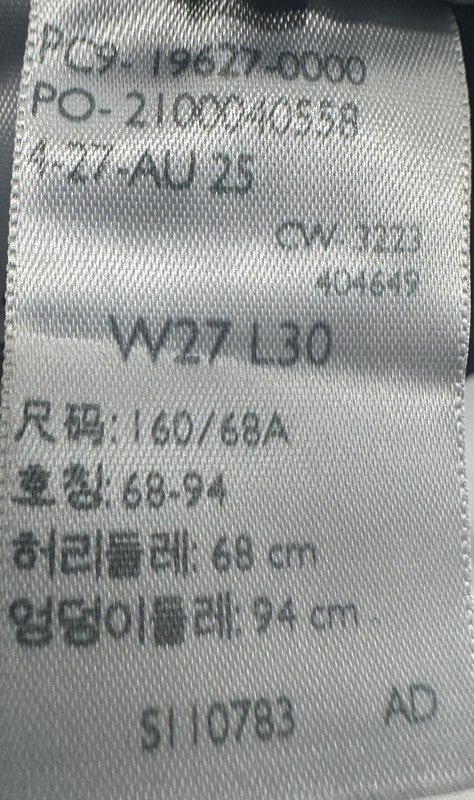 PC9-19627-0000
PO-2100040558
4-27-AU 25
CW-3223
404649
W27 L30
尺码: 160/68A
호칭: 68-94
허리둘레: 68 cm
엉덩이둘레: 94 cm
S110783 AD